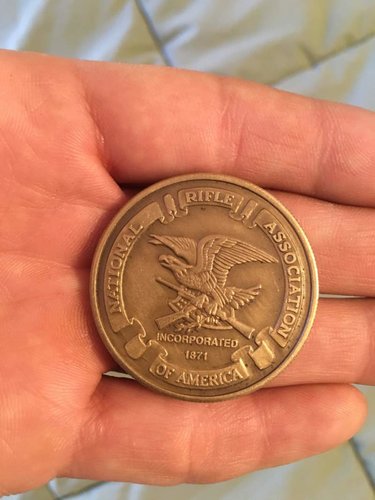 NATIONAL RIFLE ASSOCIATION
INCORPORATED
1871
OF AMERICA